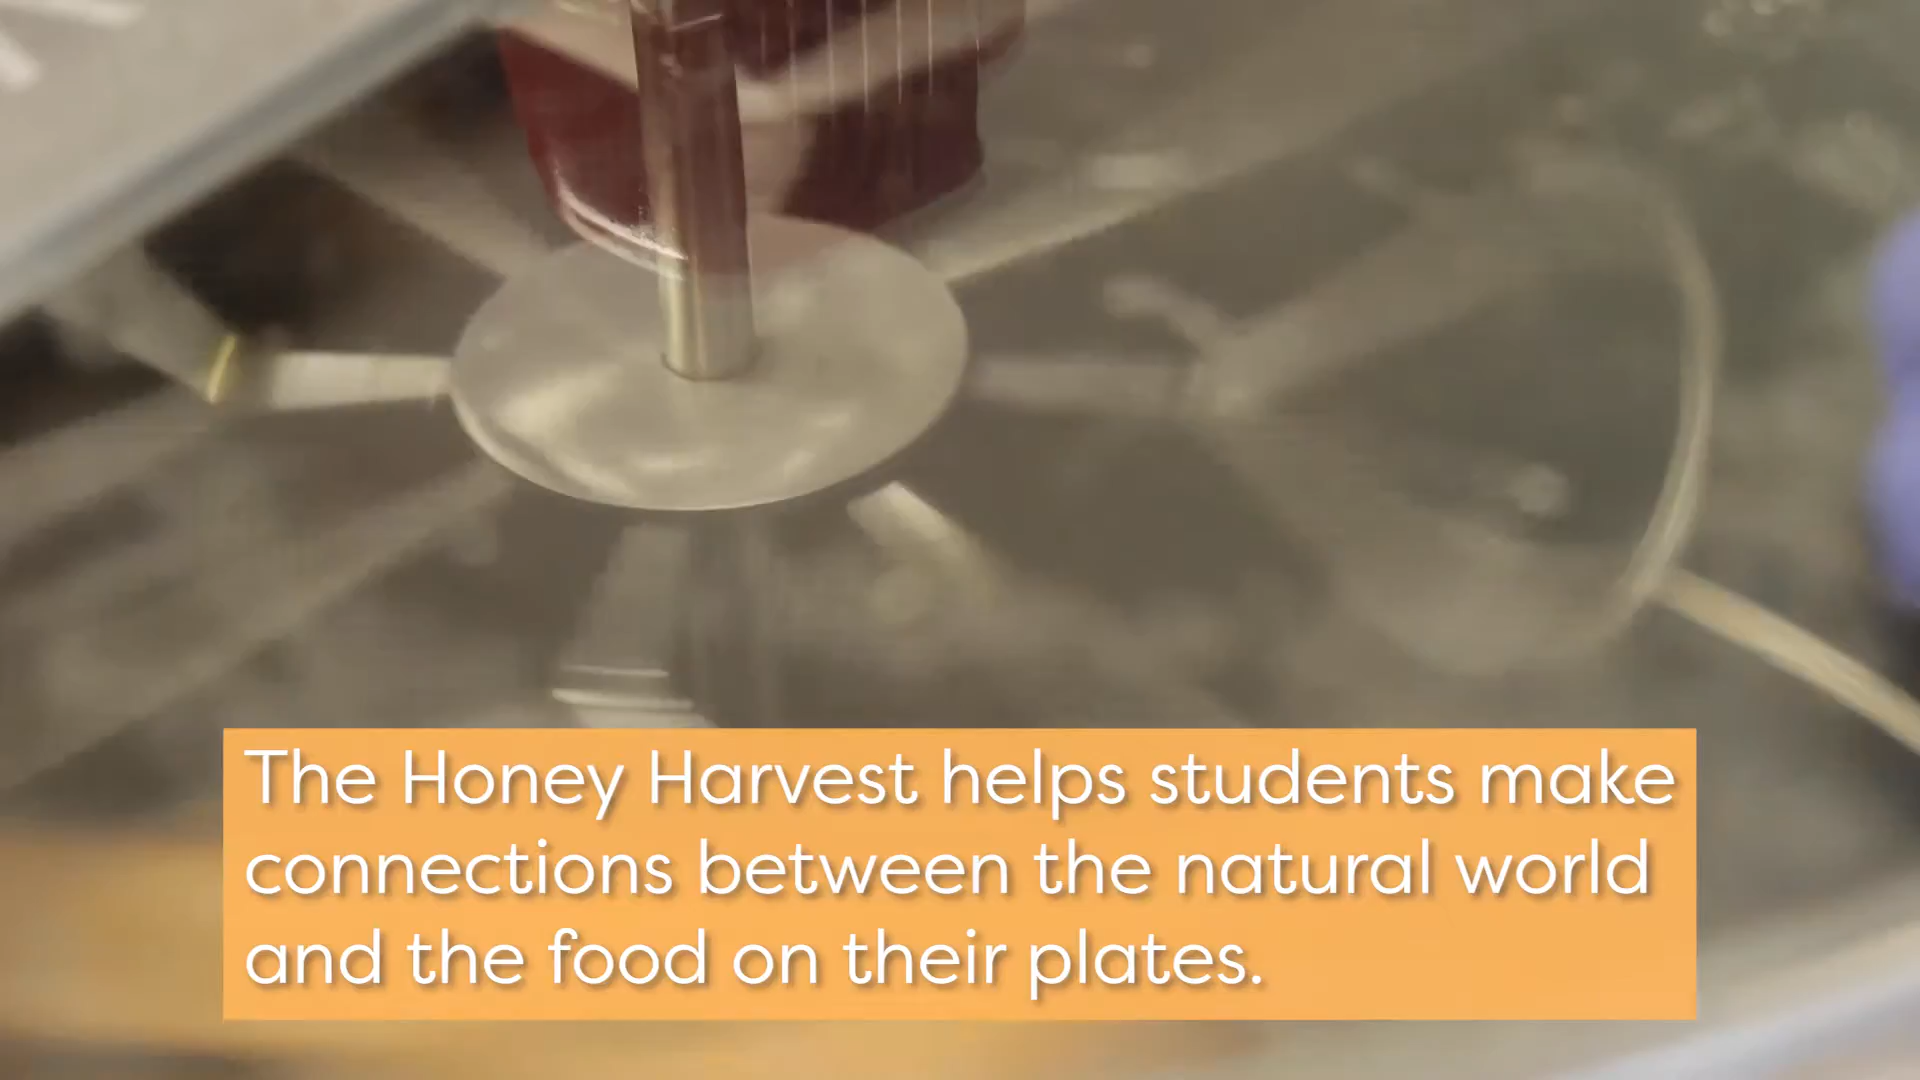 The Honey Harvest helps students make
connections between the natural world
and the food on their plates.